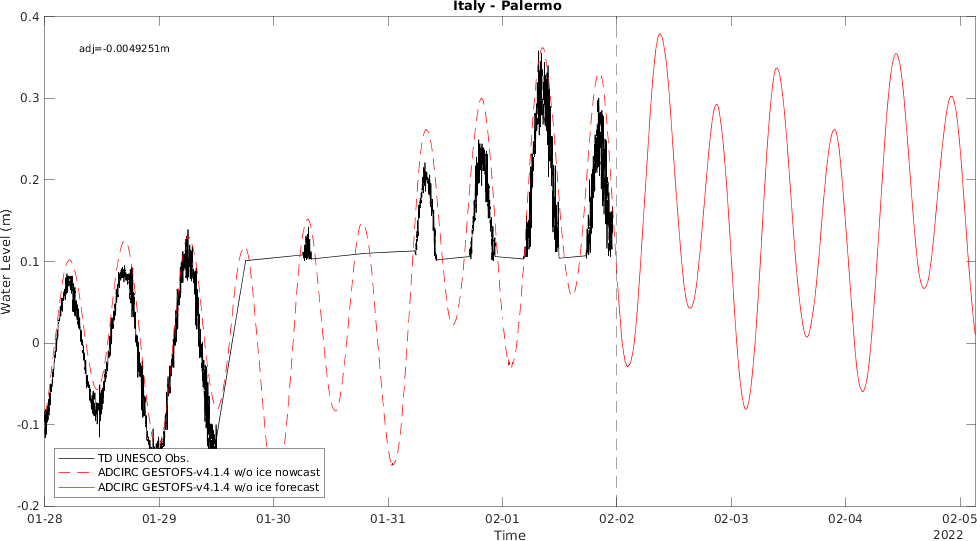 Italy - Palermo
adj=-0.0049251m
0.4
0.3
0.2
0.1
0
-0.1
-0.2
Water Level (m)
TD UNESCO Obs.
ADCIRC GESTOFS-v4.1.4 w/o ice nowcast
ADCIRC GESTOFS-v4.1.4 w/o ice forecast
01-28
01-29
01-30
01-31
02-01
02-02
02-03
02-04
02-05
Time
2022